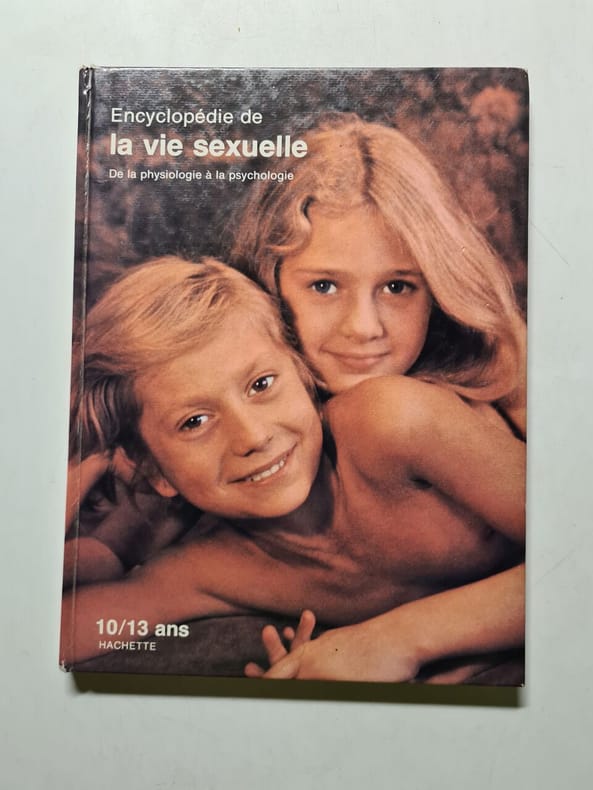 Encyclopédie de
la vie sexuelle
De la physiologie à la psychologie
10/13 ans
HACHETTE